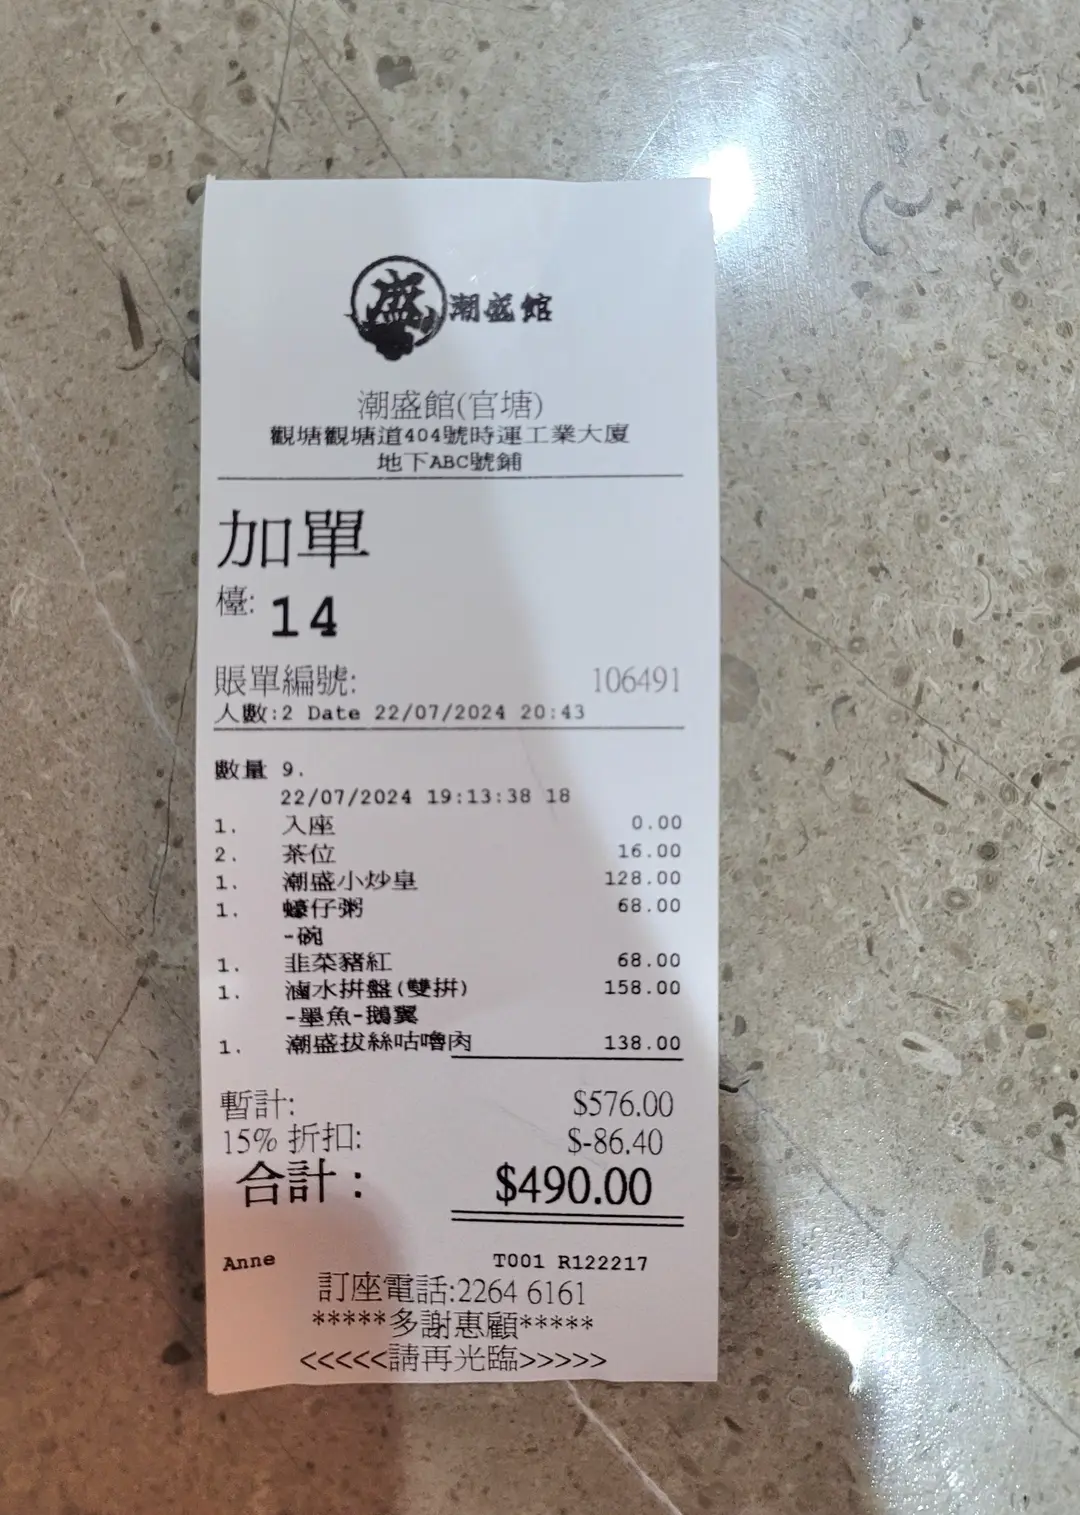 盛 潮盛館
潮盛館(官塘)
觀塘觀塘道404號時運工業大廈
地下ABC號鋪
加單
檯: 14
賬單編號: 106491
人數:2 Date 22/07/2024 20:43
數量 9.
22/07/2024 19:13:38 18
1. 入座 0.00
2. 茶位 16.00
1. 潮盛小炒皇 128.00
1. 蠔仔粥 68.00
-碗
1. 韭菜豬紅 68.00
1. 滷水拼盤(雙拼) 158.00
-墨魚-鵝翼
1. 潮盛拔絲咕嚕肉 138.00
暫計: $576.00
15% 折扣: $-86.40
合計： $490.00
Anne T001 R122217
訂座電話:2264 6161
*****多謝惠顧*****
<<<<<請再光臨>>>>>